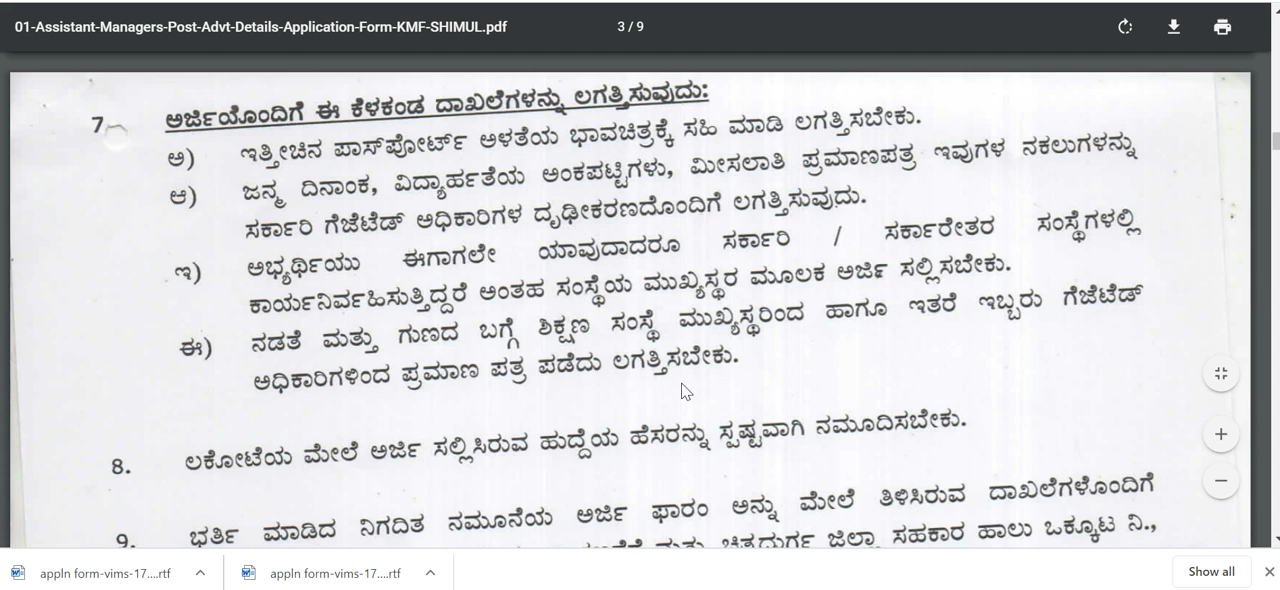 01-Assistant-Managers-Post-Advt-Details-Application-Form-KMF-SHIMUL.pdf 3 / 9
7 ಅರ್ಜಿಯೊಂದಿಗೆ ಈ ಕೆಳಕಂಡ ದಾಖಲೆಗಳನ್ನು ಲಗತ್ತಿಸುವುದು:
ಅ) ಇತ್ತೀಚಿನ ಪಾಸ್‌ಪೋರ್ಟ್ ಅಳತೆಯ ಭಾವಚಿತ್ರಕ್ಕೆ ಸಹಿ ಮಾಡಿ ಲಗತ್ತಿಸಬೇಕು.
ಆ) ಜನ್ಮ ದಿನಾಂಕ, ವಿದ್ಯಾರ್ಹತೆಯ ಅಂಕಪಟ್ಟಿಗಳು, ಮೀಸಲಾತಿ ಪ್ರಮಾಣಪತ್ರ ಇವುಗಳ ನಕಲುಗಳನ್ನು
ಸರ್ಕಾರಿ ಗೆಜೆಟೆಡ್ ಅಧಿಕಾರಿಗಳ ದೃಢೀಕರಣದೊಂದಿಗೆ ಲಗತ್ತಿಸುವುದು.
ಇ) ಅಭ್ಯರ್ಥಿಯು ಈಗಾಗಲೇ ಯಾವುದಾದರೂ ಸರ್ಕಾರಿ / ಸರ್ಕಾರೇತರ ಸಂಸ್ಥೆಗಳಲ್ಲಿ
ಕಾರ್ಯನಿರ್ವಹಿಸುತ್ತಿದ್ದರೆ ಅಂತಹ ಸಂಸ್ಥೆಯ ಮುಖ್ಯಸ್ಥರ ಮೂಲಕ ಅರ್ಜಿ ಸಲ್ಲಿಸಬೇಕು.
ಈ) ನಡತೆ ಮತ್ತು ಗುಣದ ಬಗ್ಗೆ ಶಿಕ್ಷಣ ಸಂಸ್ಥೆ ಮುಖ್ಯಸ್ಥರಿಂದ ಹಾಗೂ ಇತರೆ ಇಬ್ಬರು ಗೆಜೆಟೆಡ್
ಅಧಿಕಾರಿಗಳಿಂದ ಪ್ರಮಾಣ ಪತ್ರ ಪಡೆದು ಲಗತ್ತಿಸಬೇಕು.
8. ಲಕೋಟೆಯ ಮೇಲೆ ಅರ್ಜಿ ಸಲ್ಲಿಸಿರುವ ಹುದ್ದೆಯ ಹೆಸರನ್ನು ಸ್ಪಷ್ಟವಾಗಿ ನಮೂದಿಸಬೇಕು.
9. ಭರ್ತಿ ಮಾಡಿದ ನಿಗದಿತ ನಮೂನೆಯ ಅರ್ಜಿ ಫಾರಂ ಅನ್ನು ಮೇಲೆ ತಿಳಿಸಿರುವ ದಾಖಲೆಗಳೊಂದಿಗೆ
ಮತ್ತು ಚಿತ್ರದುರ್ಗ ಜಿಲ್ಲಾ ಸಹಕಾರ ಹಾಲು ಒಕ್ಕೂಟ ನಿ.,
appln form-vims-17....rtf appln form-vims-17....rtf Show all